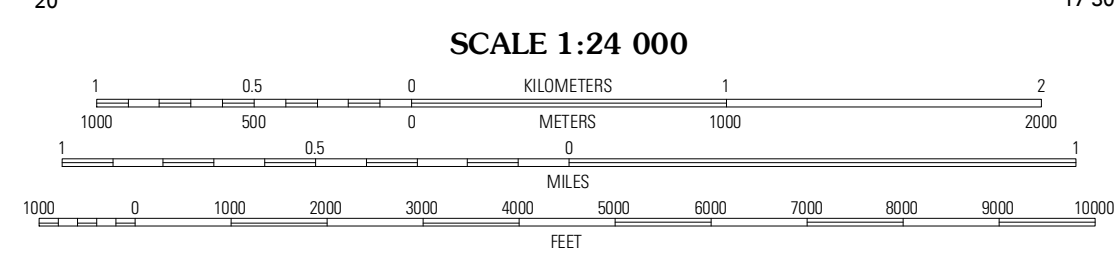 20 17 30
SCALE 1:24 000
1 0.5 0 KILOMETERS 1 2
1000 500 0 METERS 1000 2000
1 0.5 0 1
MILES
1000 0 1000 2000 3000 4000 5000 6000 7000 8000 9000 10000
FEET